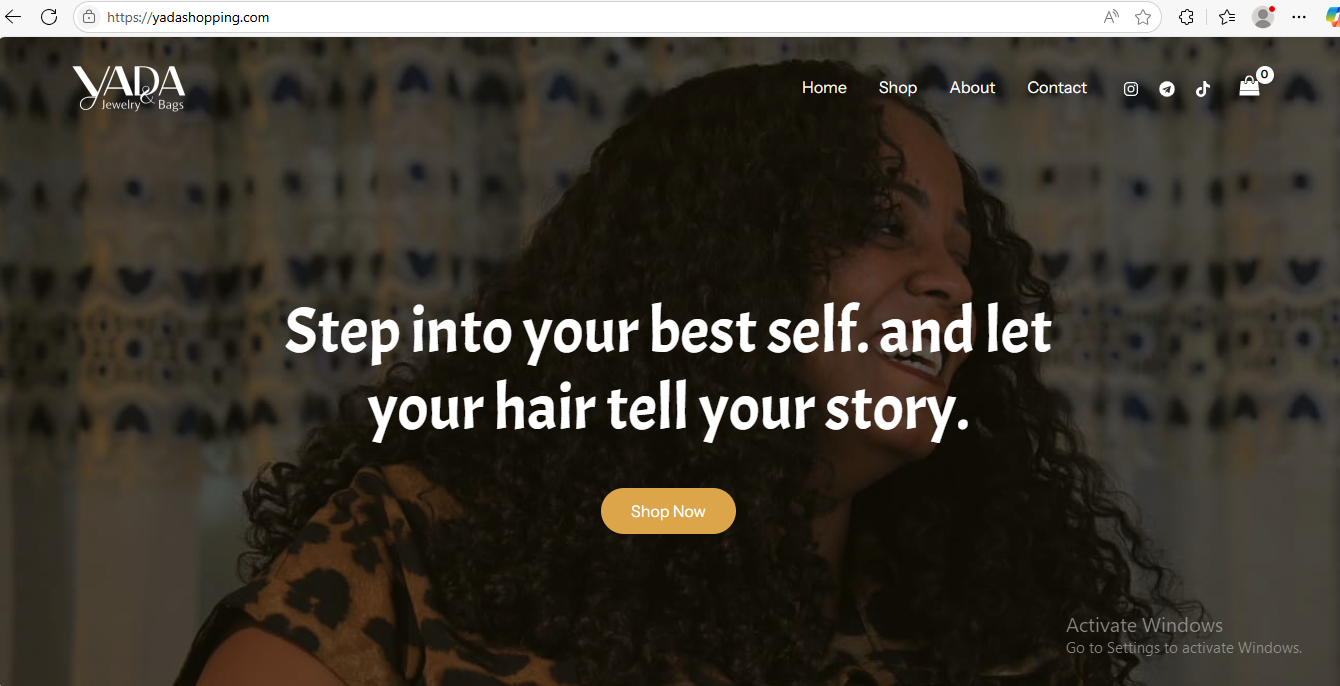 https://yadashopping.com
YADA
Jewelry & Bags
Home Shop About Contact 0
Step into your best self. and let
your hair tell your story.
Shop Now
Activate Windows
Go to Settings to activate Windows.